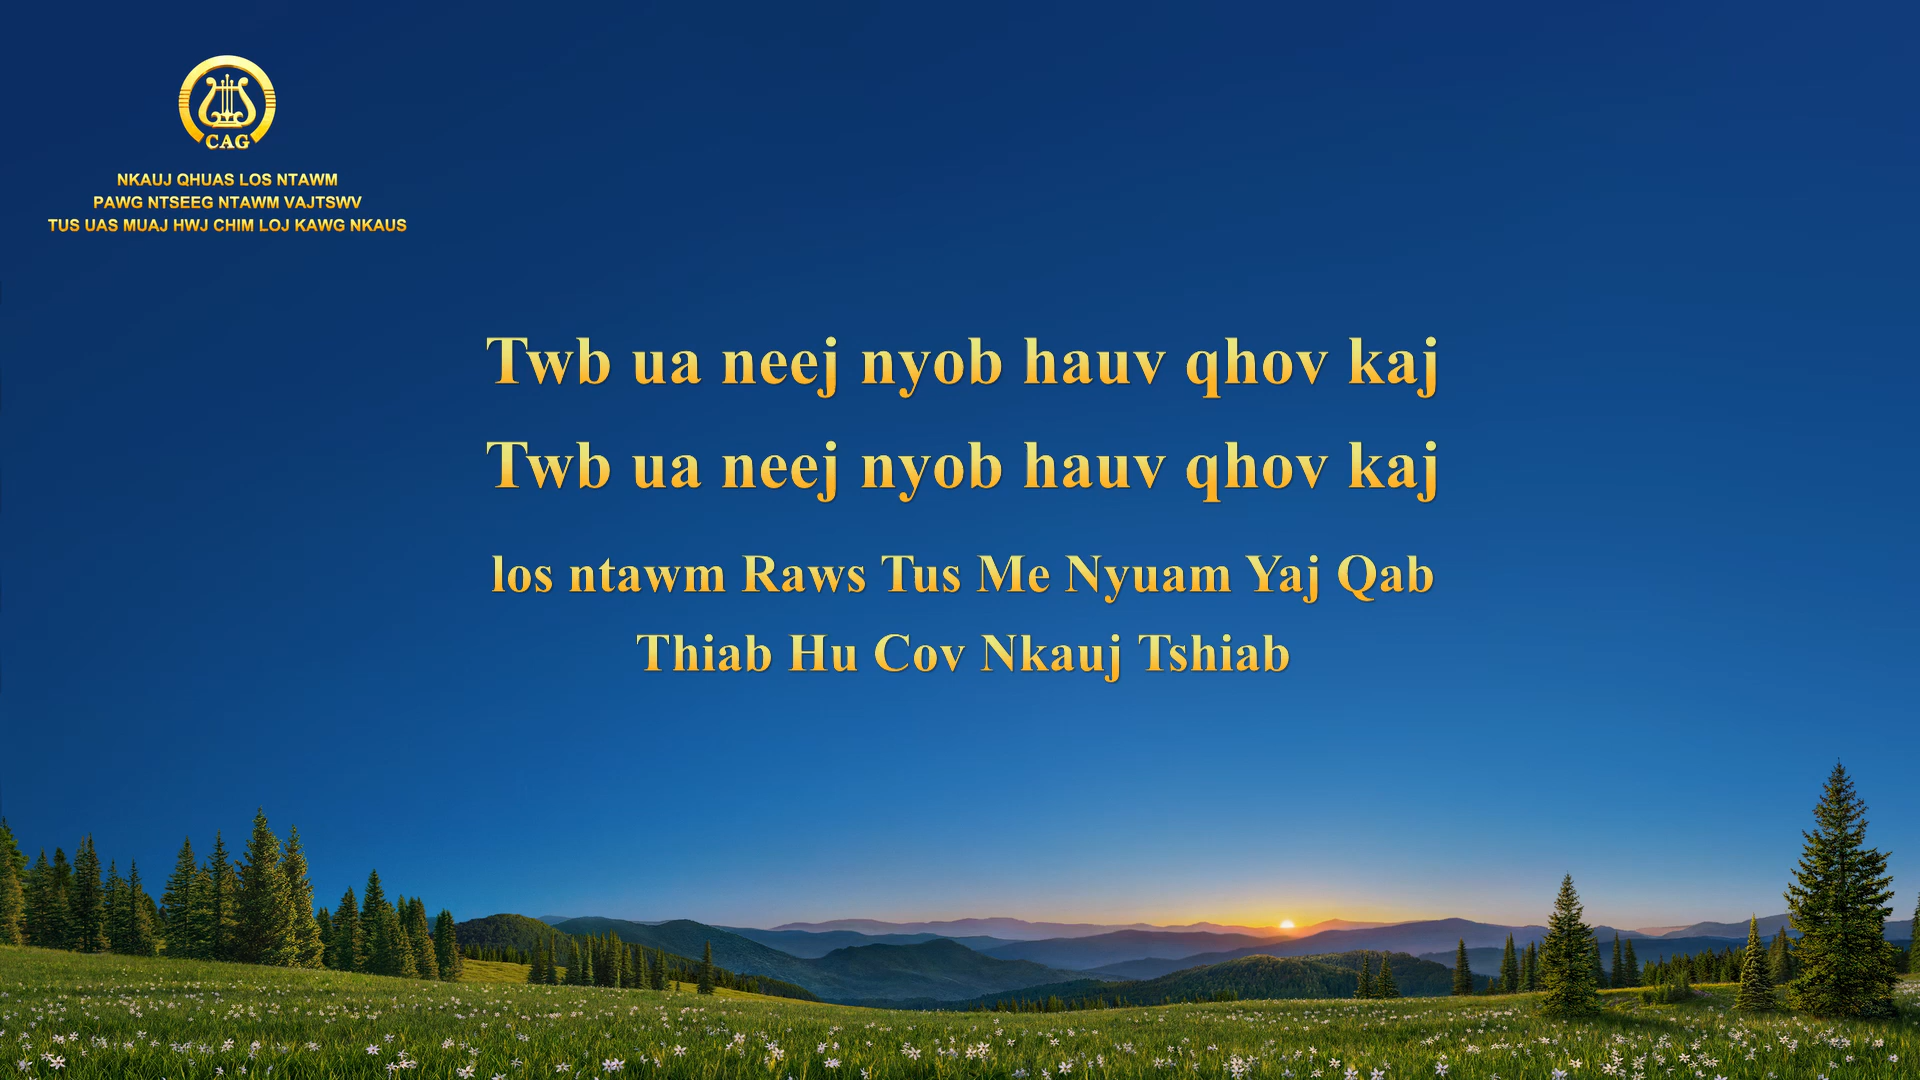 CAG
NKAUJ QHUAS LOS NTAWM
PAWG NTSEEG NTAWM VAJTSWV
TUS UAS MUAJ HWJ CHIM LOJ KAWG NKAUS
Twb ua neej nyob hauv qhov kaj
Twb ua neej nyob hauv qhov kaj
los ntawm Raws Tus Me Nyuam Yaj Qab
Thiab Hu Cov Nkauj Tshiab